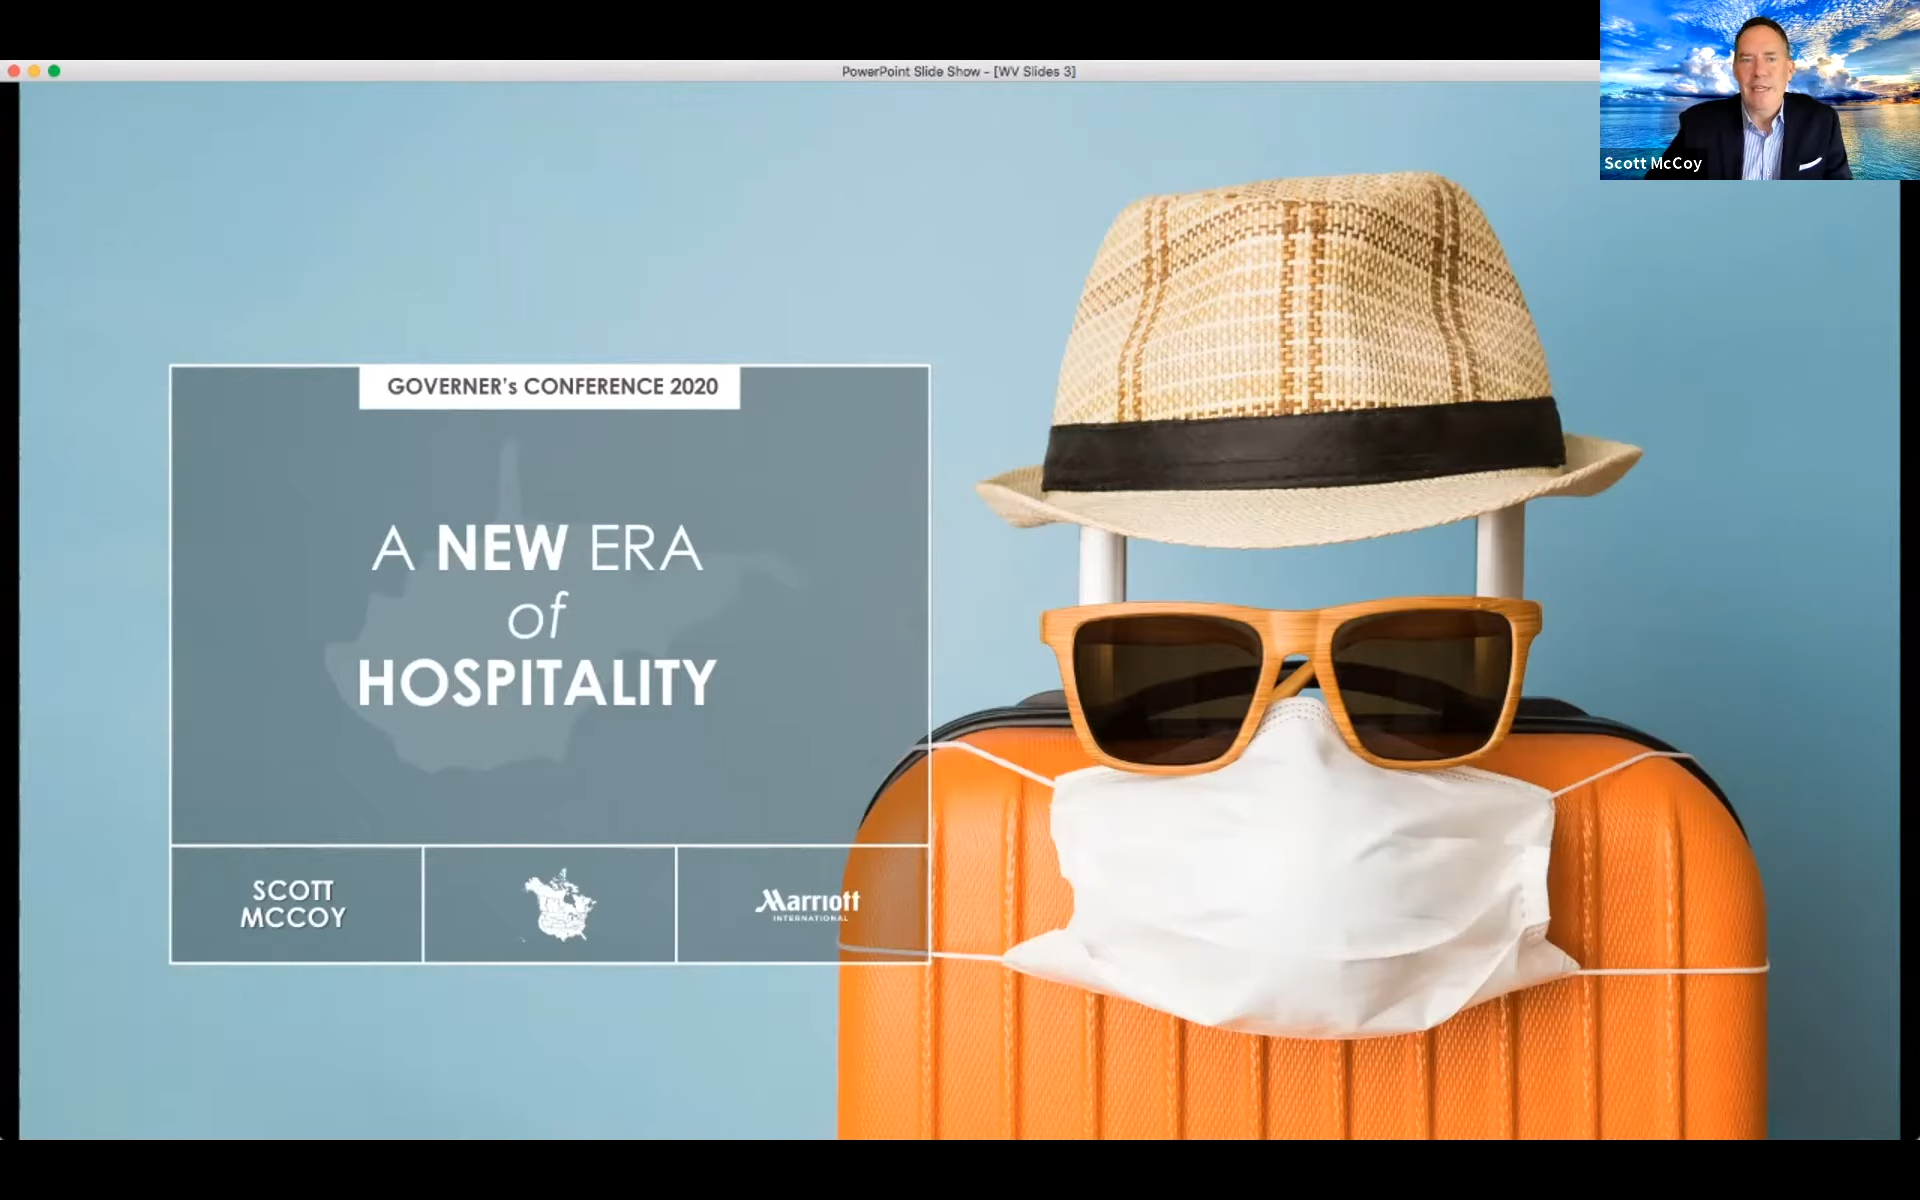 PowerPoint Slide Show - [WV Slides 3]
Scott McCoy
GOVERNER's CONFERENCE 2020
A NEW ERA
of
HOSPITALITY
SCOTT
MCCOY
Marriott
INTERNATIONAL